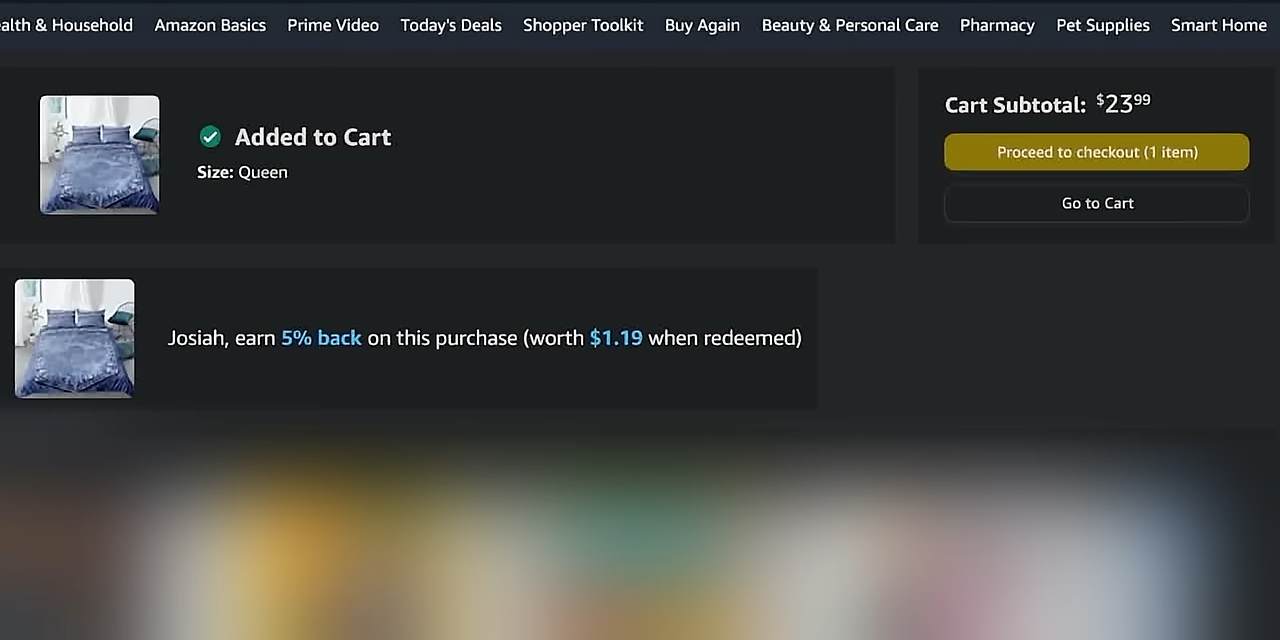 alth & Household Amazon Basics Prime Video Today's Deals Shopper Toolkit Buy Again Beauty & Personal Care Pharmacy Pet Supplies Smart Home
Added to Cart
Size: Queen
Cart Subtotal: $2399
Proceed to checkout (1 item)
Go to Cart
Josiah, earn 5% back on this purchase (worth $1.19 when redeemed)